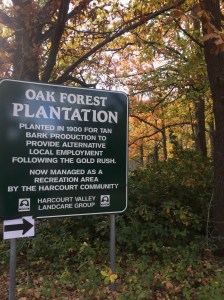 OAK FOREST
PLANTATION
PLANTED IN 1900 FOR TAN
BARK PRODUCTION TO
PROVIDE ALTERNATIVE
LOCAL EMPLOYMENT
FOLLOWING THE GOLD RUSH.
NOW MANAGED AS A
RECREATION AREA
BY THE HARCOURT COMMUNITY
HARCOURT VALLEY
LANDCARE GROUP